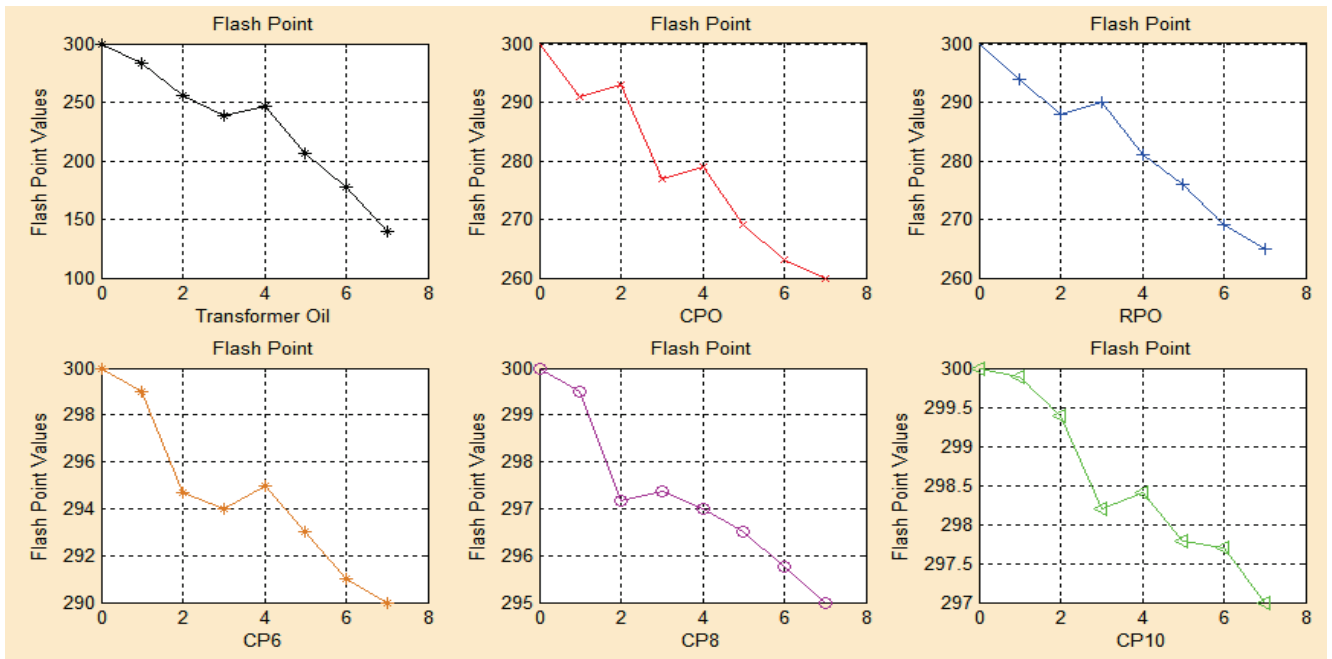 Flash Point
Flash Point Values
300
250
200
150
100
0 2 4 6 8
Transformer Oil
Flash Point
Flash Point Values
300
290
280
270
260
0 2 4 6 8
CPO
Flash Point
Flash Point Values
300
290
280
270
260
0 2 4 6 8
RPO
Flash Point
Flash Point Values
300
298
296
294
292
290
0 2 4 6 8
CP6
Flash Point
Flash Point Values
300
299
298
297
296
295
0 2 4 6 8
CP8
Flash Point
Flash Point Values
300
299.5
299
298.5
298
297.5
297
0 2 4 6 8
CP10